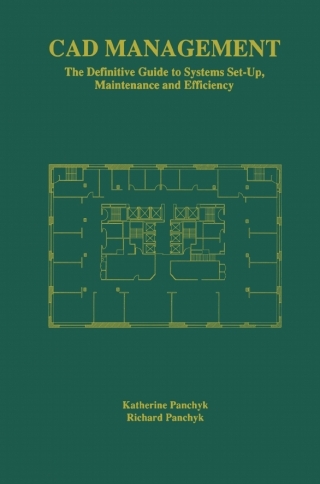 CAD MANAGEMENT
The Definitive Guide to Systems Set-Up,
Maintenance and Efficiency
Katherine Panchyk
Richard Panchyk